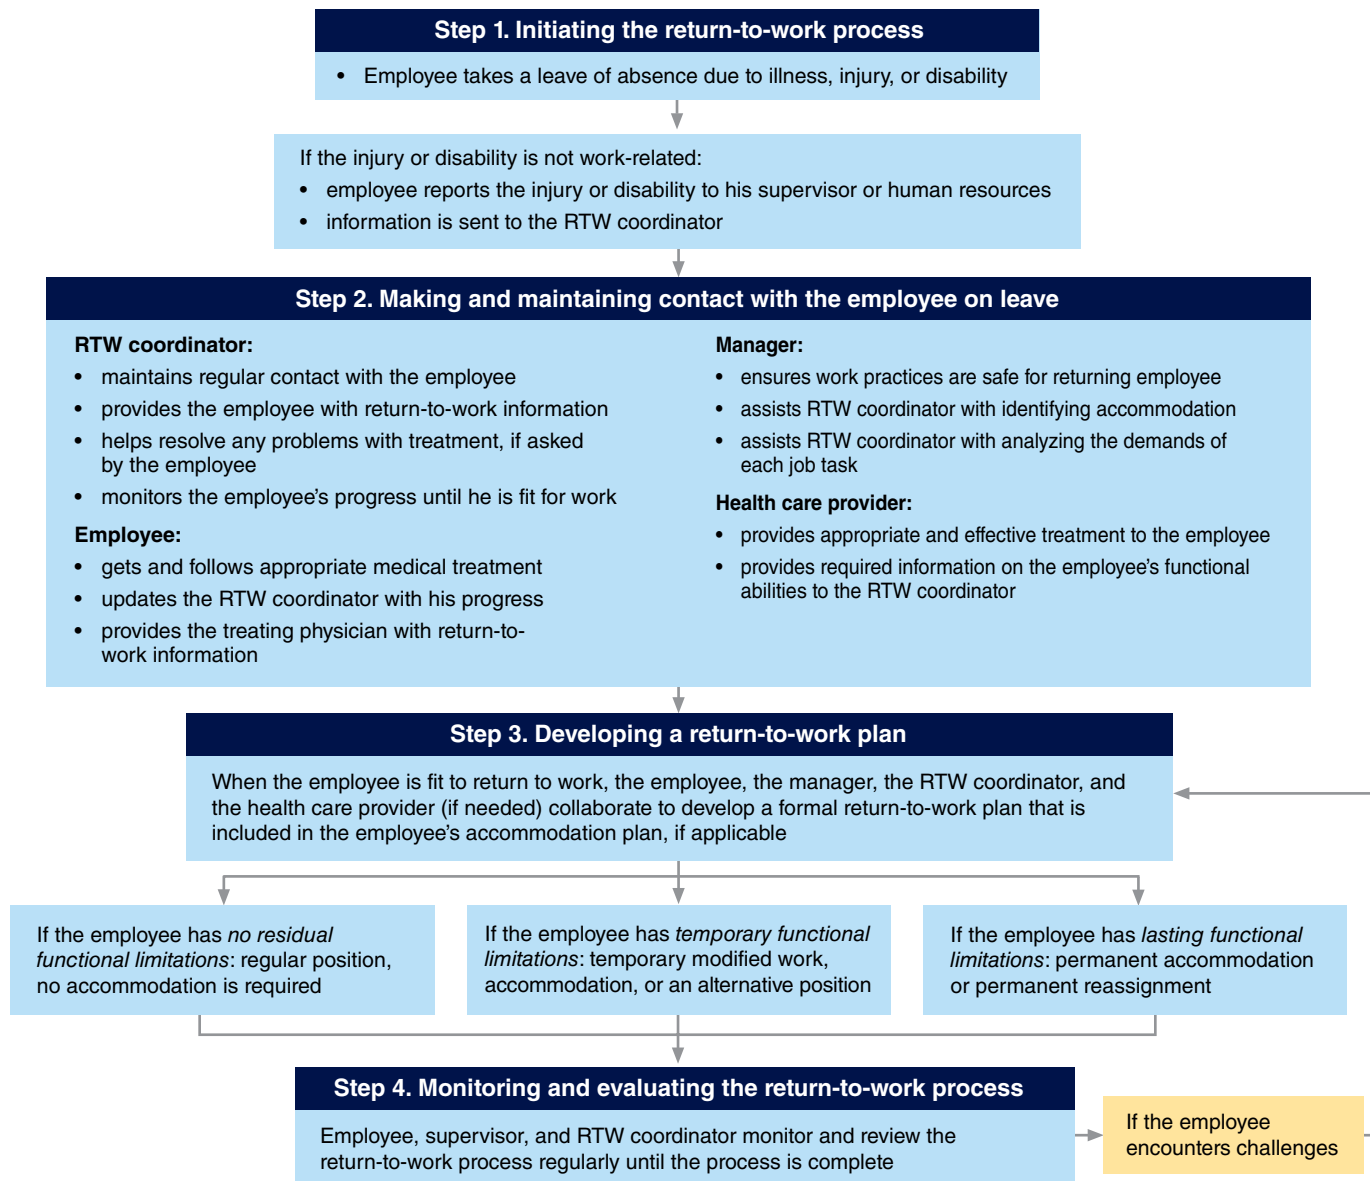 Step 1. Initiating the return-to-work process
• Employee takes a leave of absence due to illness, injury, or disability
If the injury or disability is not work-related:
• employee reports the injury or disability to his supervisor or human resources
• information is sent to the RTW coordinator
Step 2. Making and maintaining contact with the employee on leave
RTW coordinator:
• maintains regular contact with the employee
• provides the employee with return-to-work information
• helps resolve any problems with treatment, if asked
by the employee
• monitors the employee’s progress until he is fit for work
Employee:
• gets and follows appropriate medical treatment
• updates the RTW coordinator with his progress
• provides the treating physician with return-to-
work information
Manager:
• ensures work practices are safe for returning employee
• assists RTW coordinator with identifying accommodation
• assists RTW coordinator with analyzing the demands of
each job task
Health care provider:
• provides appropriate and effective treatment to the employee
• provides required information on the employee’s functional
abilities to the RTW coordinator
Step 3. Developing a return-to-work plan
When the employee is fit to return to work, the employee, the manager, the RTW coordinator, and
the health care provider (if needed) collaborate to develop a formal return-to-work plan that is
included in the employee’s accommodation plan, if applicable
If the employee has no residual
functional limitations: regular position,
no accommodation is required
If the employee has temporary functional
limitations: temporary modified work,
accommodation, or an alternative position
If the employee has lasting functional
limitations: permanent accommodation
or permanent reassignment
Step 4. Monitoring and evaluating the return-to-work process
Employee, supervisor, and RTW coordinator monitor and review the
return-to-work process regularly until the process is complete
If the employee
encounters challenges